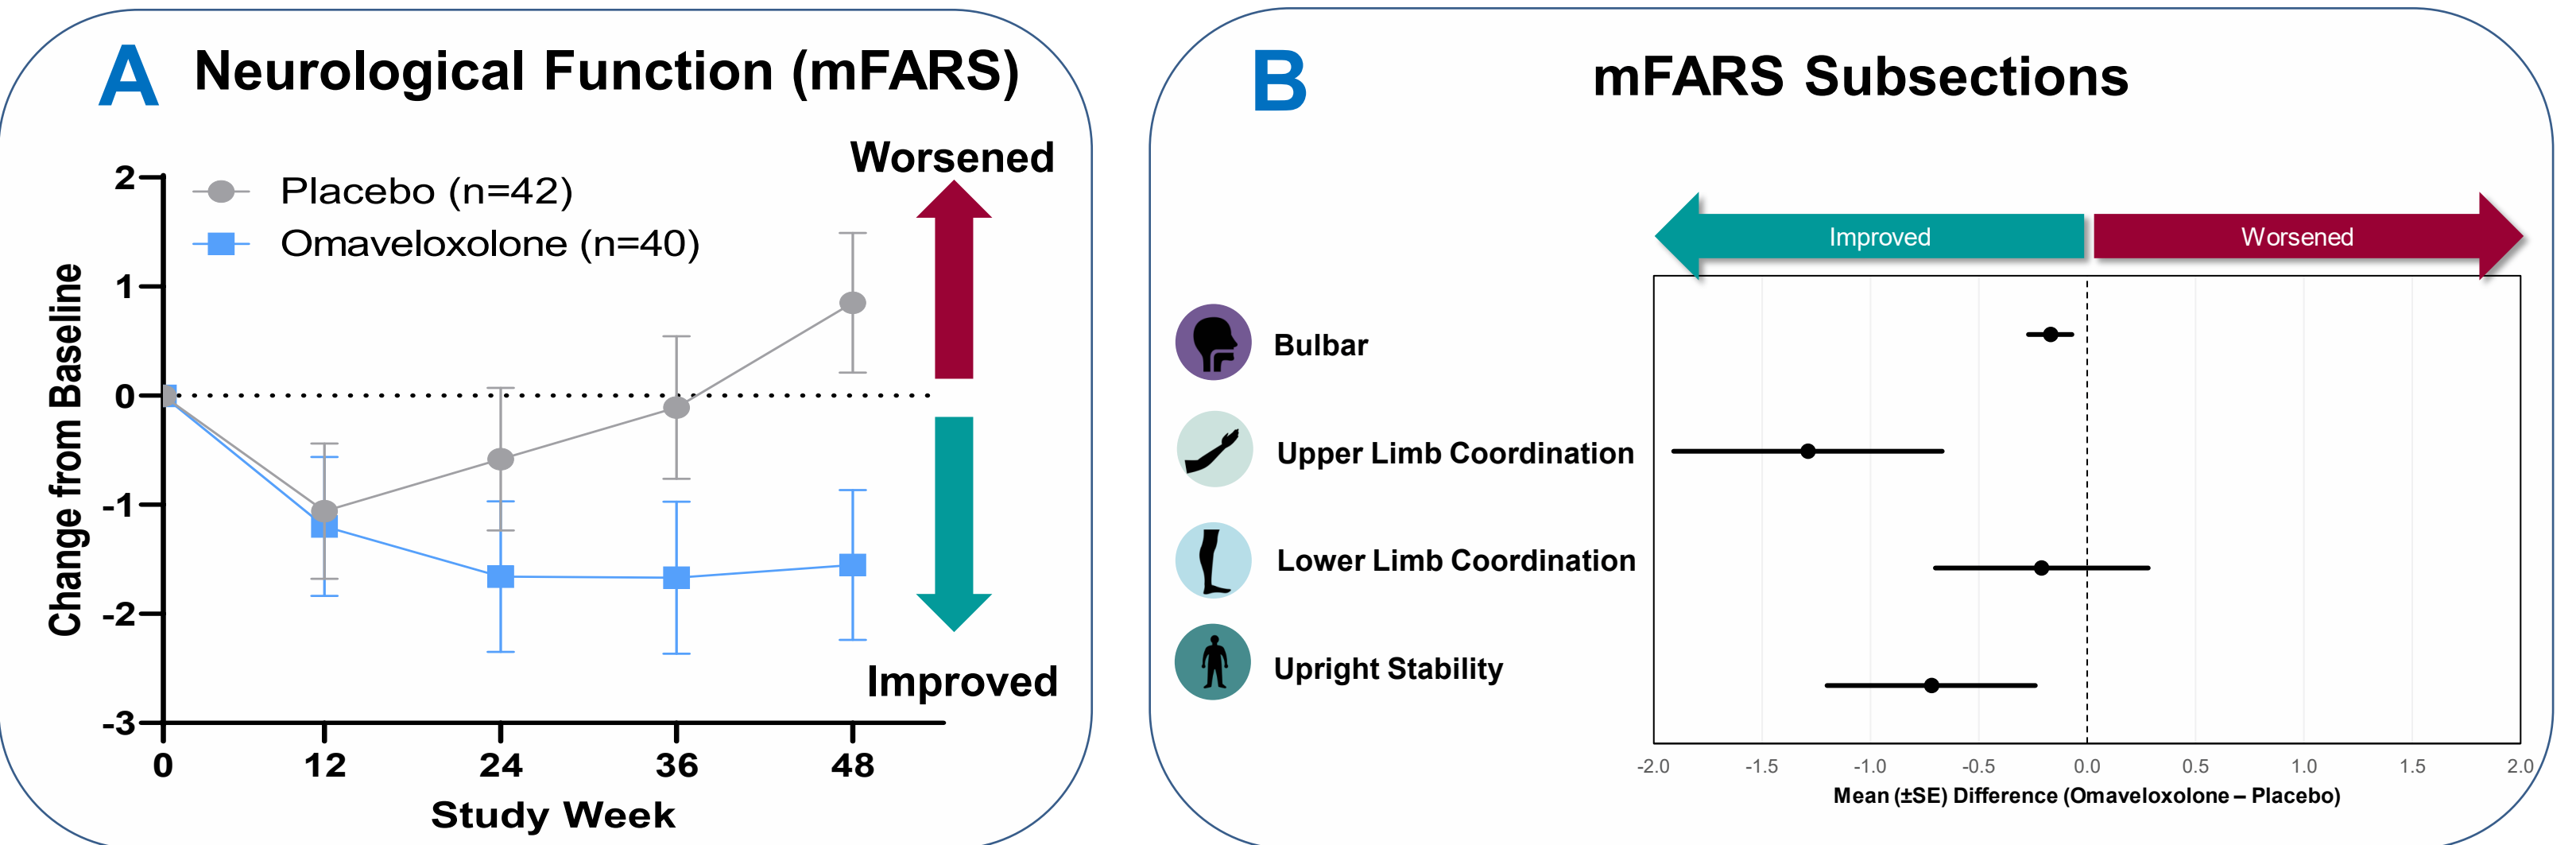 A Neurological Function (mFARS)
Worsened
2
Placebo (n=42)
Omaveloxolone (n=40)
1
0
-1
-2
-3
Change from Baseline
Improved
0 12 24 36 48
Study Week
B mFARS Subsections
Improved Worsened
Bulbar
Upper Limb Coordination
Lower Limb Coordination
Upright Stability
-2.0 -1.5 -1.0 -0.5 0.0 0.5 1.0 1.5 2.0
Mean (±SE) Difference (Omaveloxolone – Placebo)